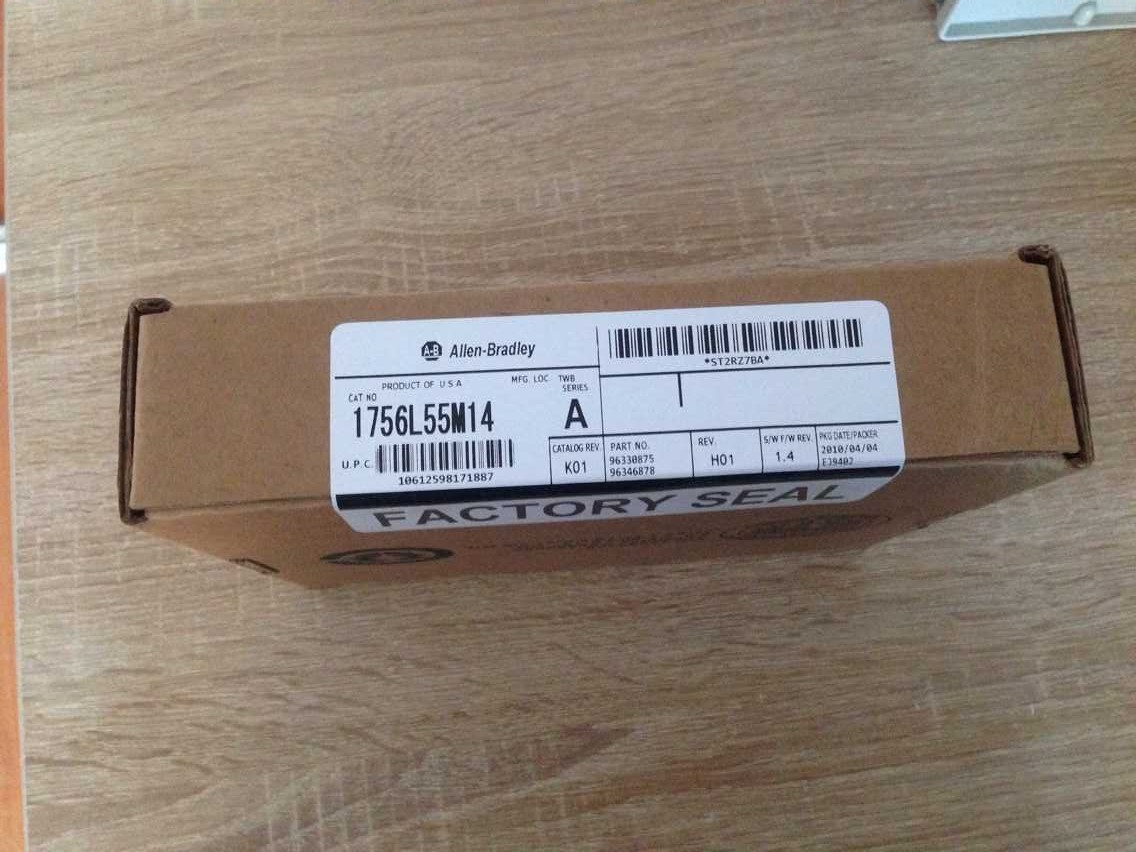 A-B Allen-Bradley
*ST2RZ7BA*
PRODUCT OF U S A
MFG. LOC TWB
SERIES
CAT NO
1756L55M14
A
U.P.C.
10612598171887
CATALOG REV.
K01
PART NO.
96330875
96346878
REV.
H01
S/W F/W REV.
1.4
PKG DATE/PACKER
2010/04/04
EJ9402
FACTORY SEAL